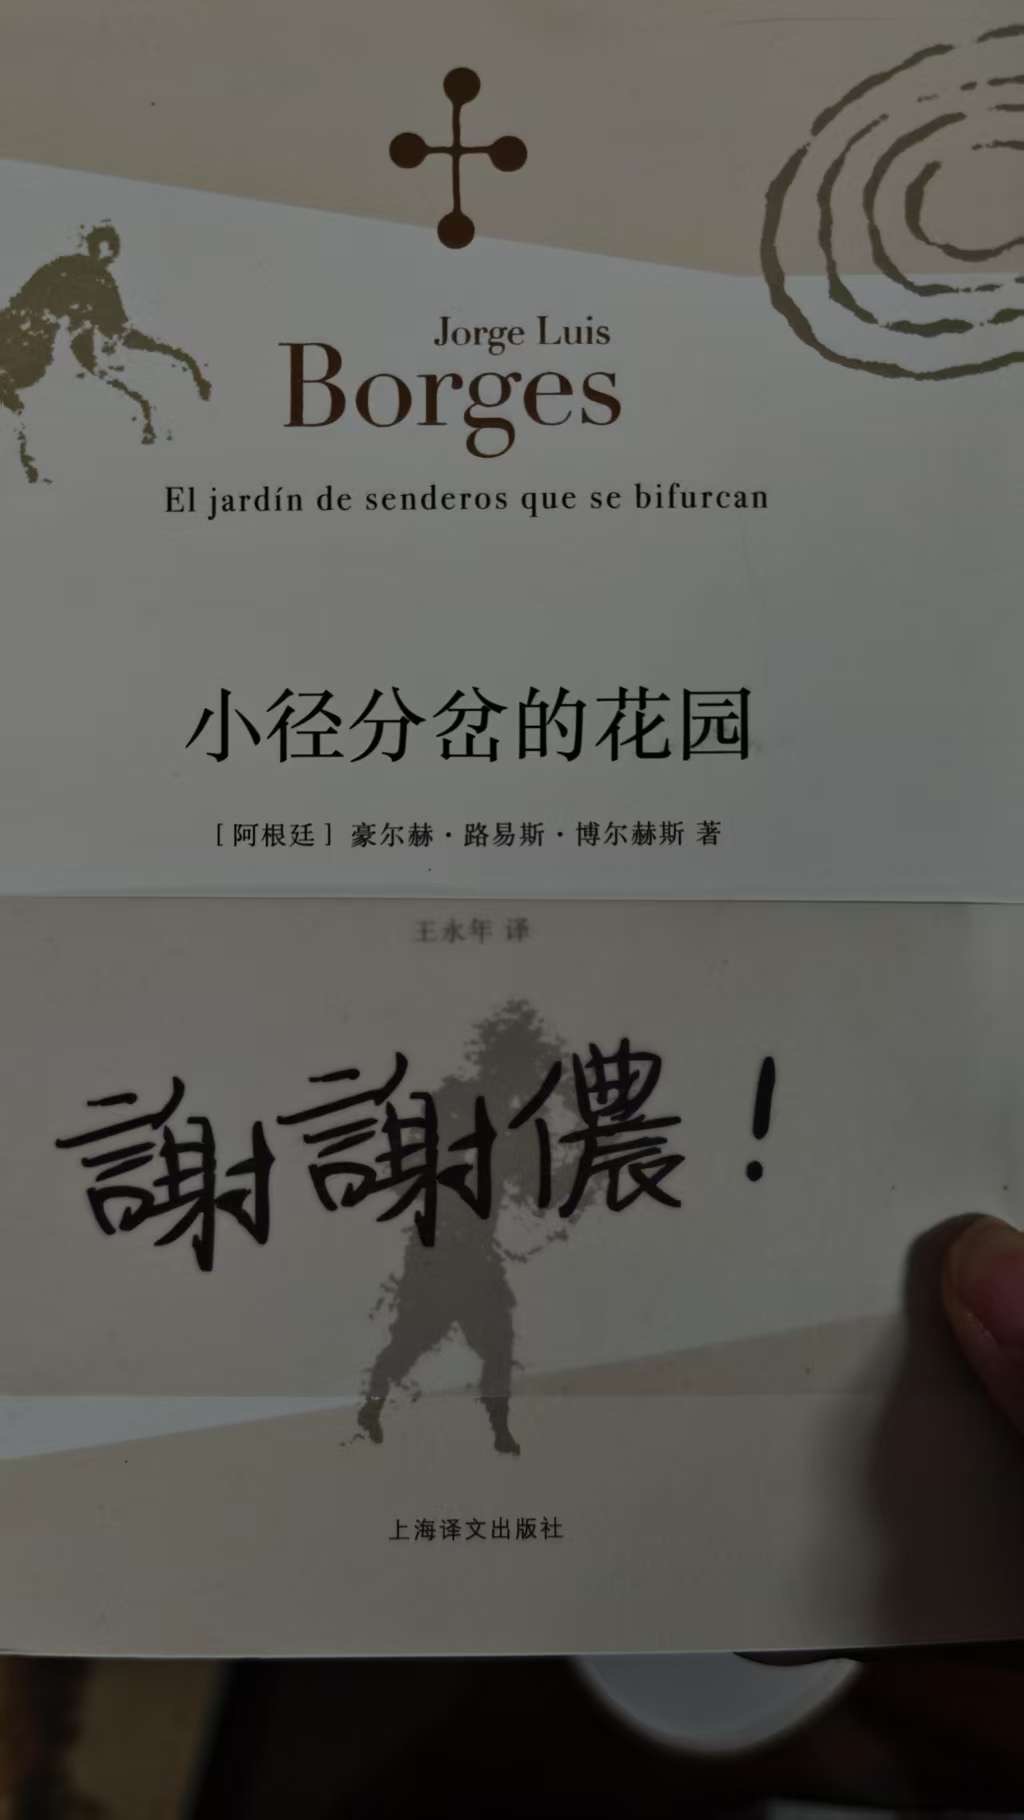 Jorge Luis
Borges
El jardín de senderos que se bifurcan
小径分岔的花园
[阿根廷] 豪尔赫·路易斯·博尔赫斯 著
王永年 译
謝謝儂！
上海译文出版社